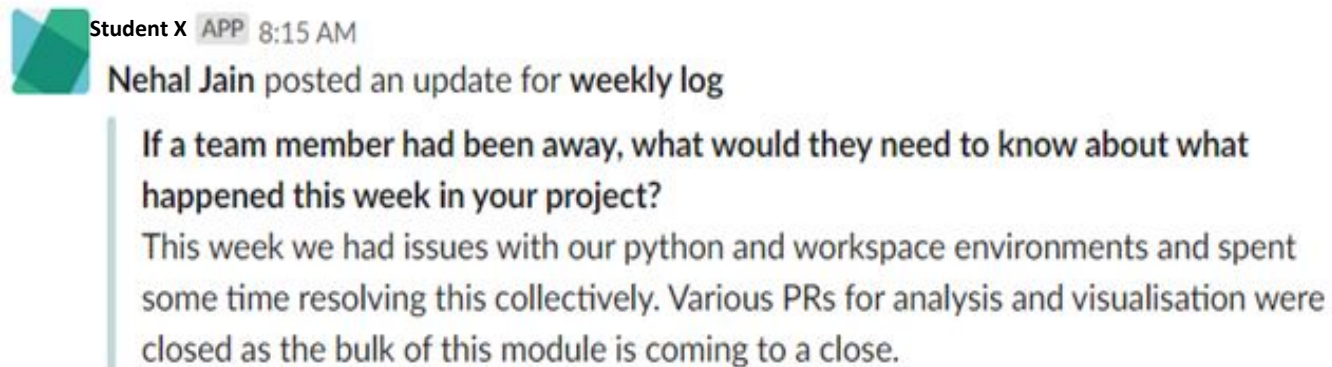 Student X APP 8:15 AM
Nehal Jain posted an update for weekly log
If a team member had been away, what would they need to know about what
happened this week in your project?
This week we had issues with our python and workspace environments and spent
some time resolving this collectively. Various PRs for analysis and visualisation were
closed as the bulk of this module is coming to a close.